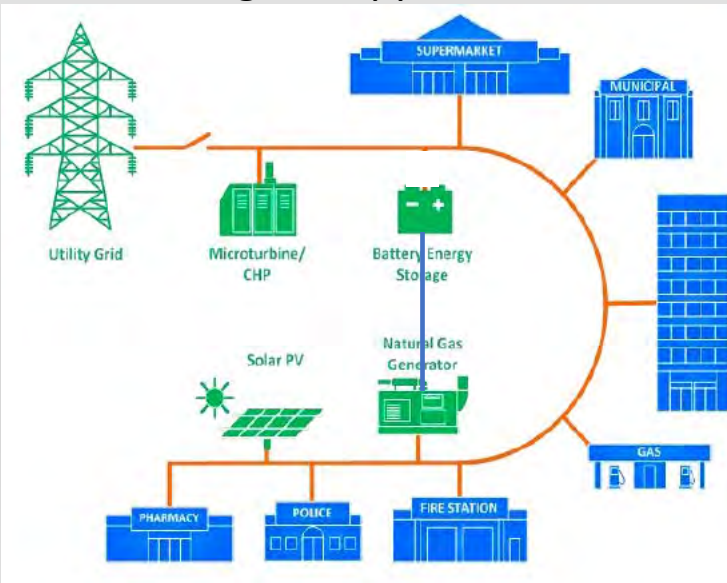 SUPERMARKET
MUNICIPAL
Utility Grid
Microturbine/
CHP
Battery Energy
Storage
Solar PV
Natural Gas
Generator
GAS
PHARMACY
POLICE
FIRE STATION